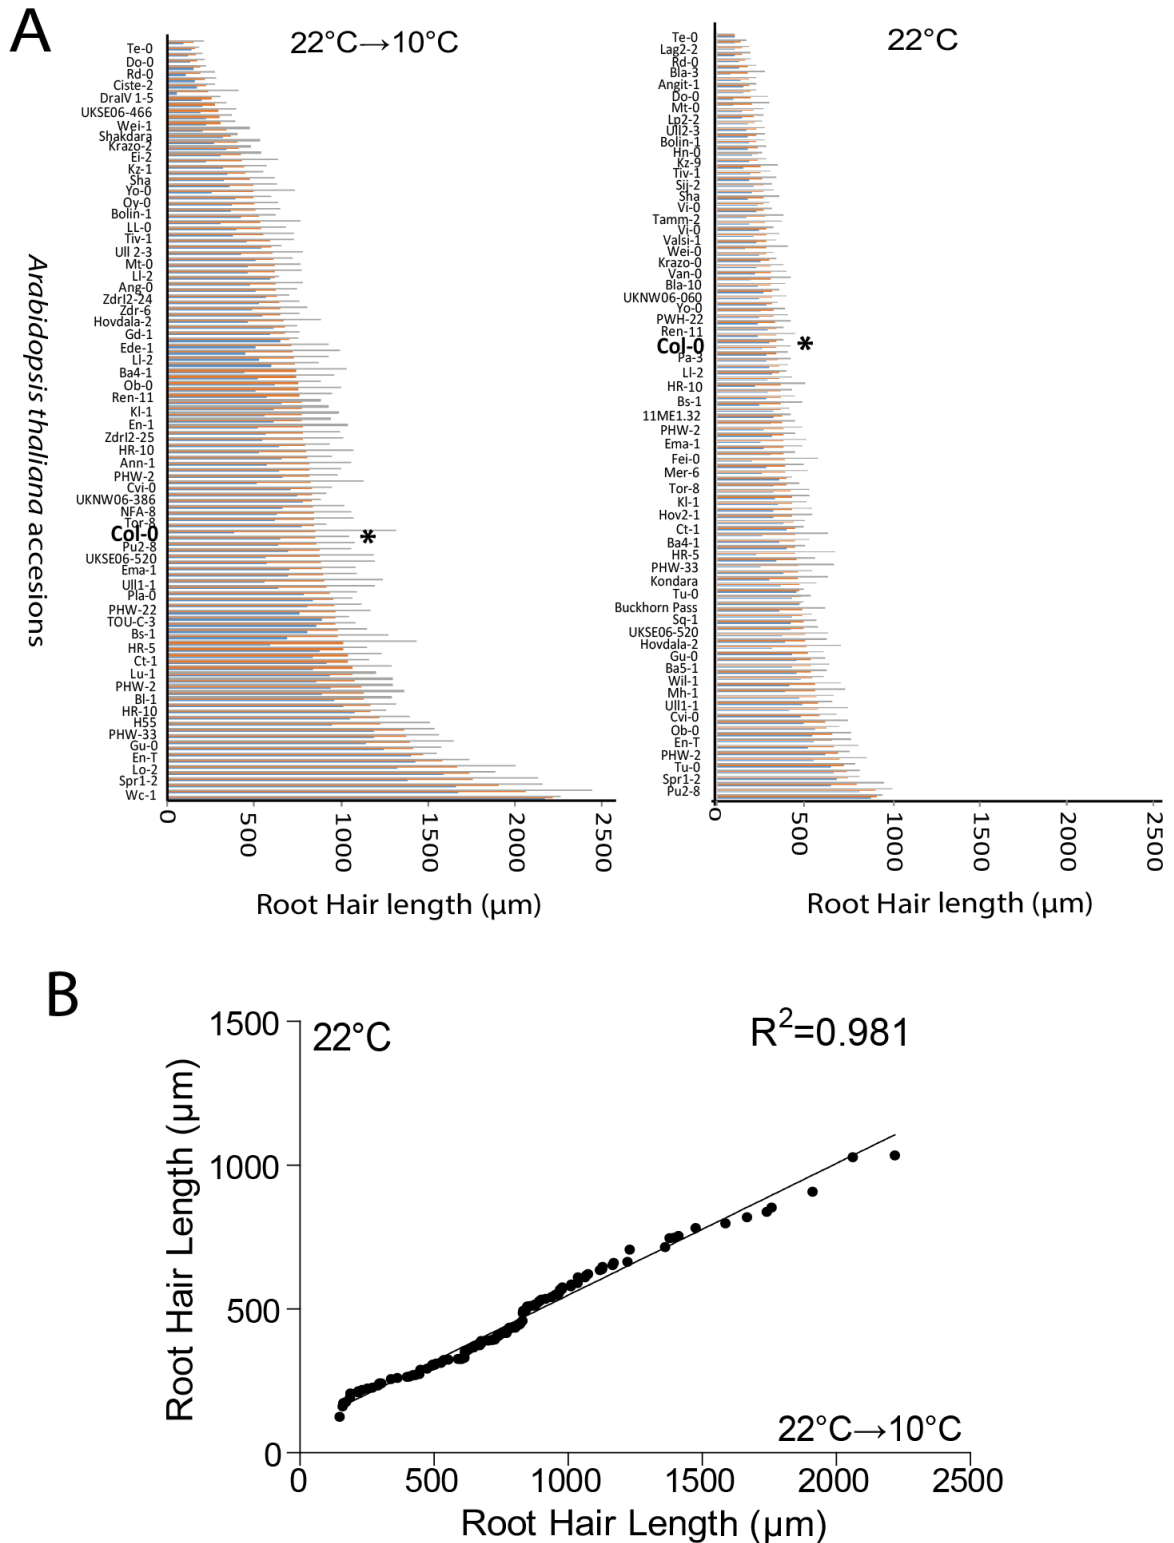 A
22°C→10°C
Te-0
Do-0
Rd-0
Ciste-2
DraIV 1-5
UKSE06-466
Wei-1
Shakdara
Krazo-2
Ei-2
Kz-1
Sha
Yo-0
Oy-0
Bolin-1
LL-0
Tiv-1
Ull 2-3
Mt-0
Ll-2
Ang-0
Zdrl2-24
Zdr-6
Hovdala-2
Gd-1
Ede-1
Ll-2
Ba4-1
Ob-0
Ren-11
Kl-1
En-1
Zdrl2-25
HR-10
Ann-1
PHW-2
Cvi-0
UKNW06-386
NFA-8
Tor-8
Col-0
*
Pu2-8
UKSE06-520
Ema-1
Ull1-1
Pla-0
PHW-22
TOU-C-3
Bs-1
HR-5
Ct-1
Lu-1
PHW-2
Bl-1
HR-10
H55
PHW-33
Gu-0
En-T
Lo-2
Spr1-2
Wc-1
Arabidopsis thaliana accesions
0 500 1000 1500 2000 2500
Root Hair length (μm)
22°C
Te-0
Lag2-2
Rd-0
Bla-3
Angit-1
Do-0
Mt-0
Lp2-2
Ull2-3
Bolin-1
Hn-0
Kz-9
Tiv-1
Sij-2
Sha
Vi-0
Tamm-2
Vi-0
Valsi-1
Wei-0
Krazo-0
Van-0
Bla-10
UKNW06-060
Yo-0
PWH-22
Ren-11
Col-0
*
Pa-3
Ll-2
HR-10
Bs-1
11ME1.32
PHW-2
Ema-1
Fei-0
Mer-6
Tor-8
Kl-1
Hov2-1
Ct-1
Ba4-1
HR-5
PHW-33
Kondara
Tu-0
Buckhorn Pass
Sq-1
UKSE06-520
Hovdala-2
Gu-0
Ba5-1
Wil-1
Mh-1
Ull1-1
Cvi-0
Ob-0
En-T
PHW-2
Tu-0
Spr1-2
Pu2-8
0 500 1000 1500 2000 2500
Root Hair length (μm)
B
22°C
R2=0.981
1500
1000
500
0
Root Hair Length (μm)
22°C→10°C
0 500 1000 1500 2000 2500
Root Hair Length (μm)